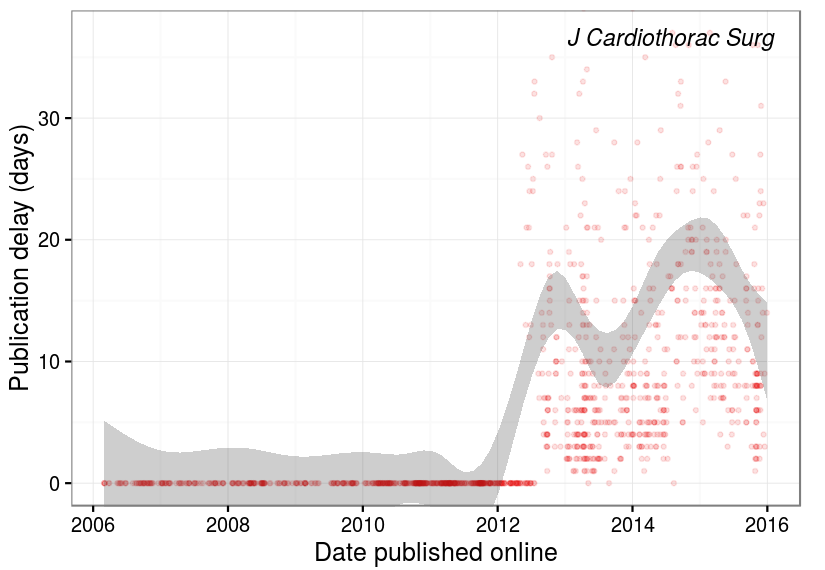 J Cardiothorac Surg
Publication delay (days)
30
20
10
0
2006 2008 2010 2012 2014 2016
Date published online